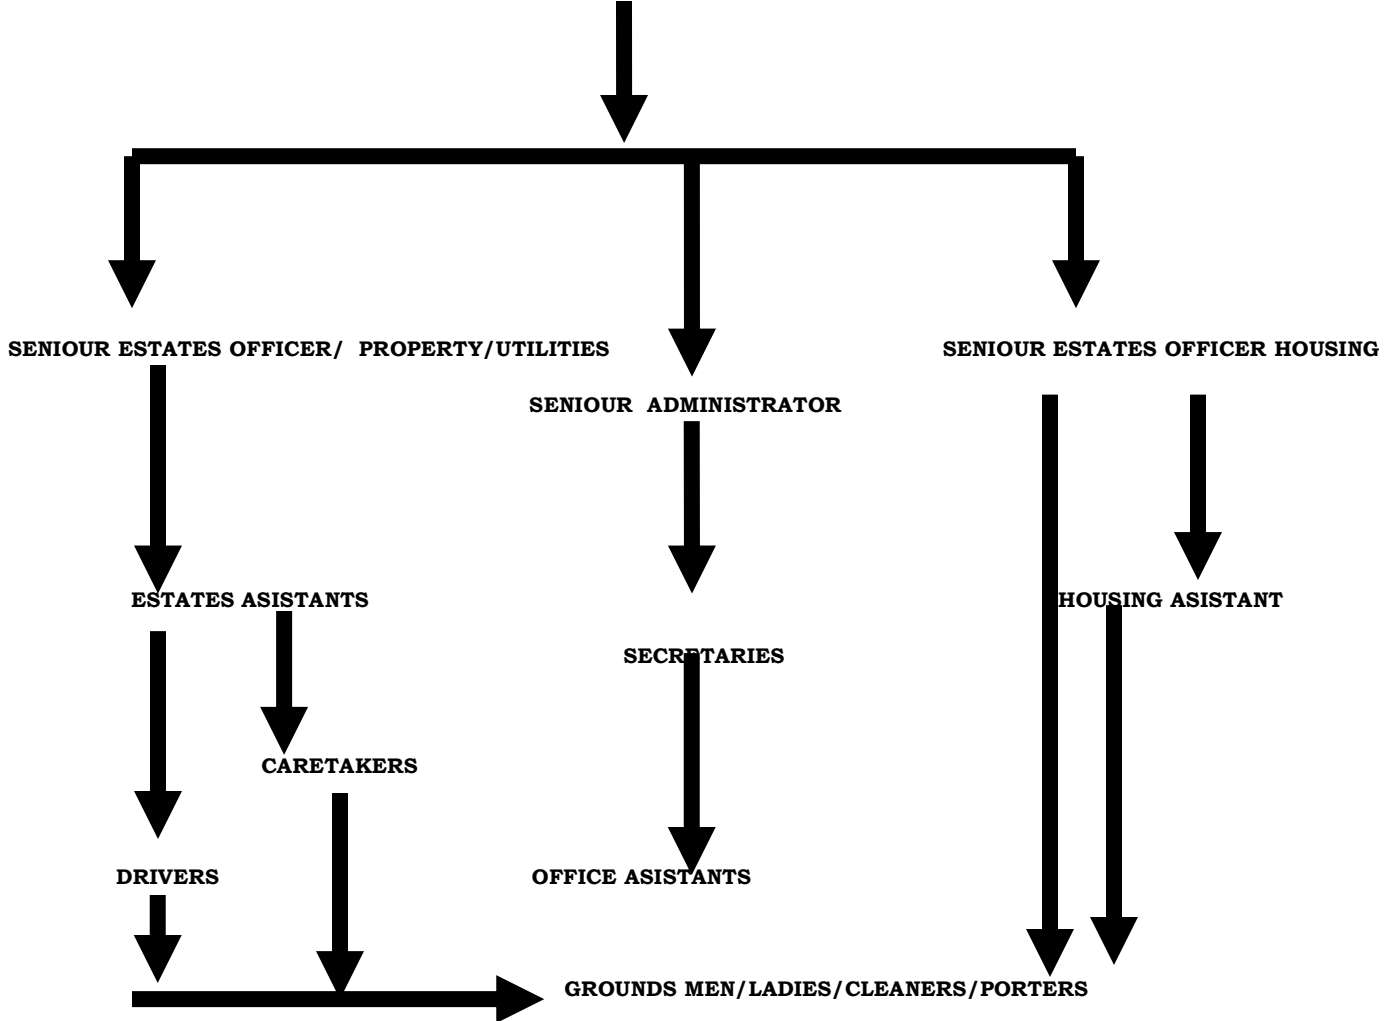 SENIOUR ESTATES OFFICER/ PROPERTY/UTILITIES
SENIOUR ESTATES OFFICER HOUSING
SENIOUR ADMINISTRATOR
ESTATES ASISTANTS
HOUSING ASISTANT
SECRETARIES
CARETAKERS
DRIVERS
OFFICE ASISTANTS
GROUNDS MEN/LADIES/CLEANERS/PORTERS